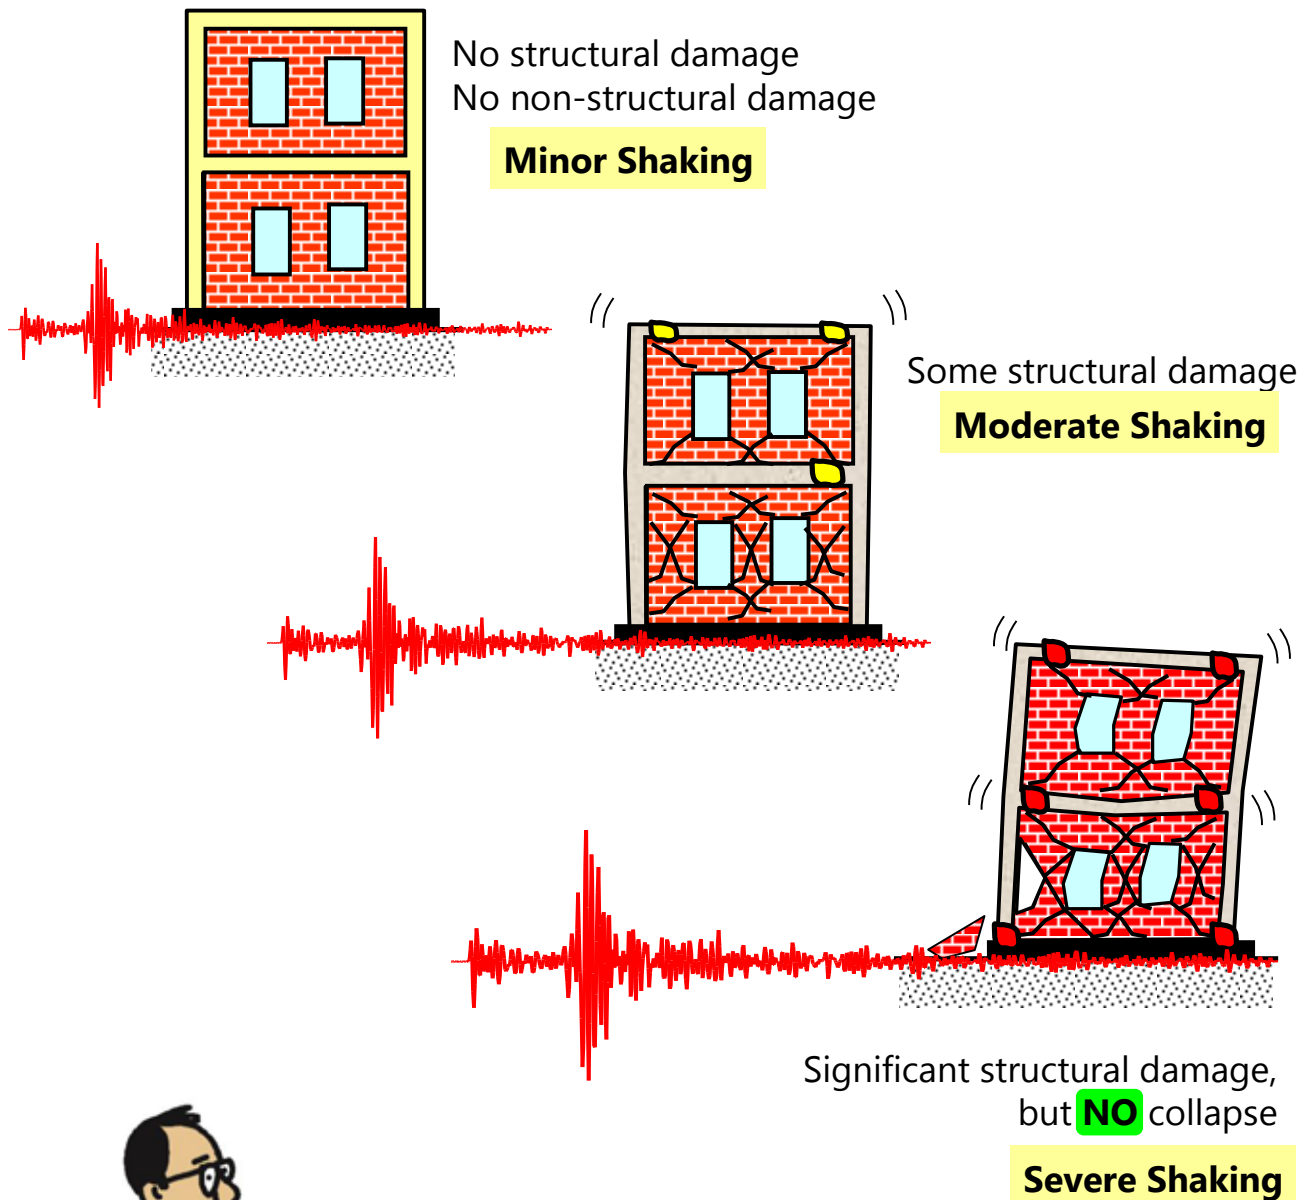 No structural damage
No non-structural damage
Minor Shaking
Some structural damage
Moderate Shaking
Significant structural damage,
but NO collapse
Severe Shaking